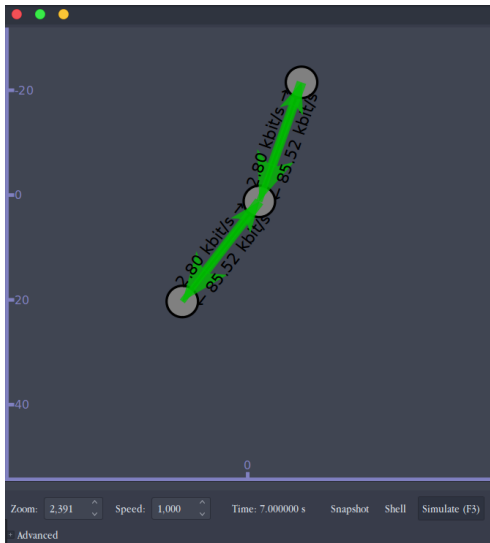 -20
2.80 kbit/s →
← 85.52 kbit/s
0
2.80 kbit/s →
← 85.52 kbit/s
20
40
0
Zoom: 2,391 Speed: 1,000 Time: 7.000000 s Snapshot Shell Simulate (F3)
+ Advanced